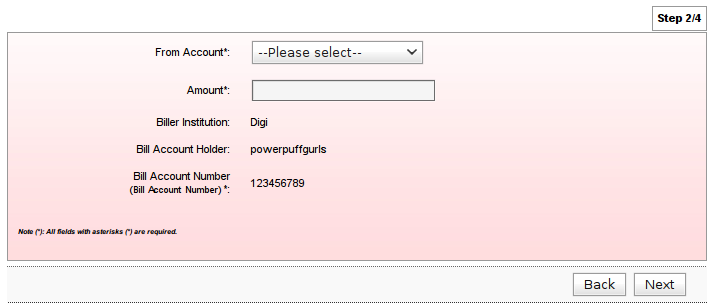 Step 2/4
From Account*: --Please select--
Amount*:
Biller Institution: Digi
Bill Account Holder: powerpuffgurls
Bill Account Number
(Bill Account Number) *: 123456789
Note (*): All fields with asterisks (*) are required.
Back Next